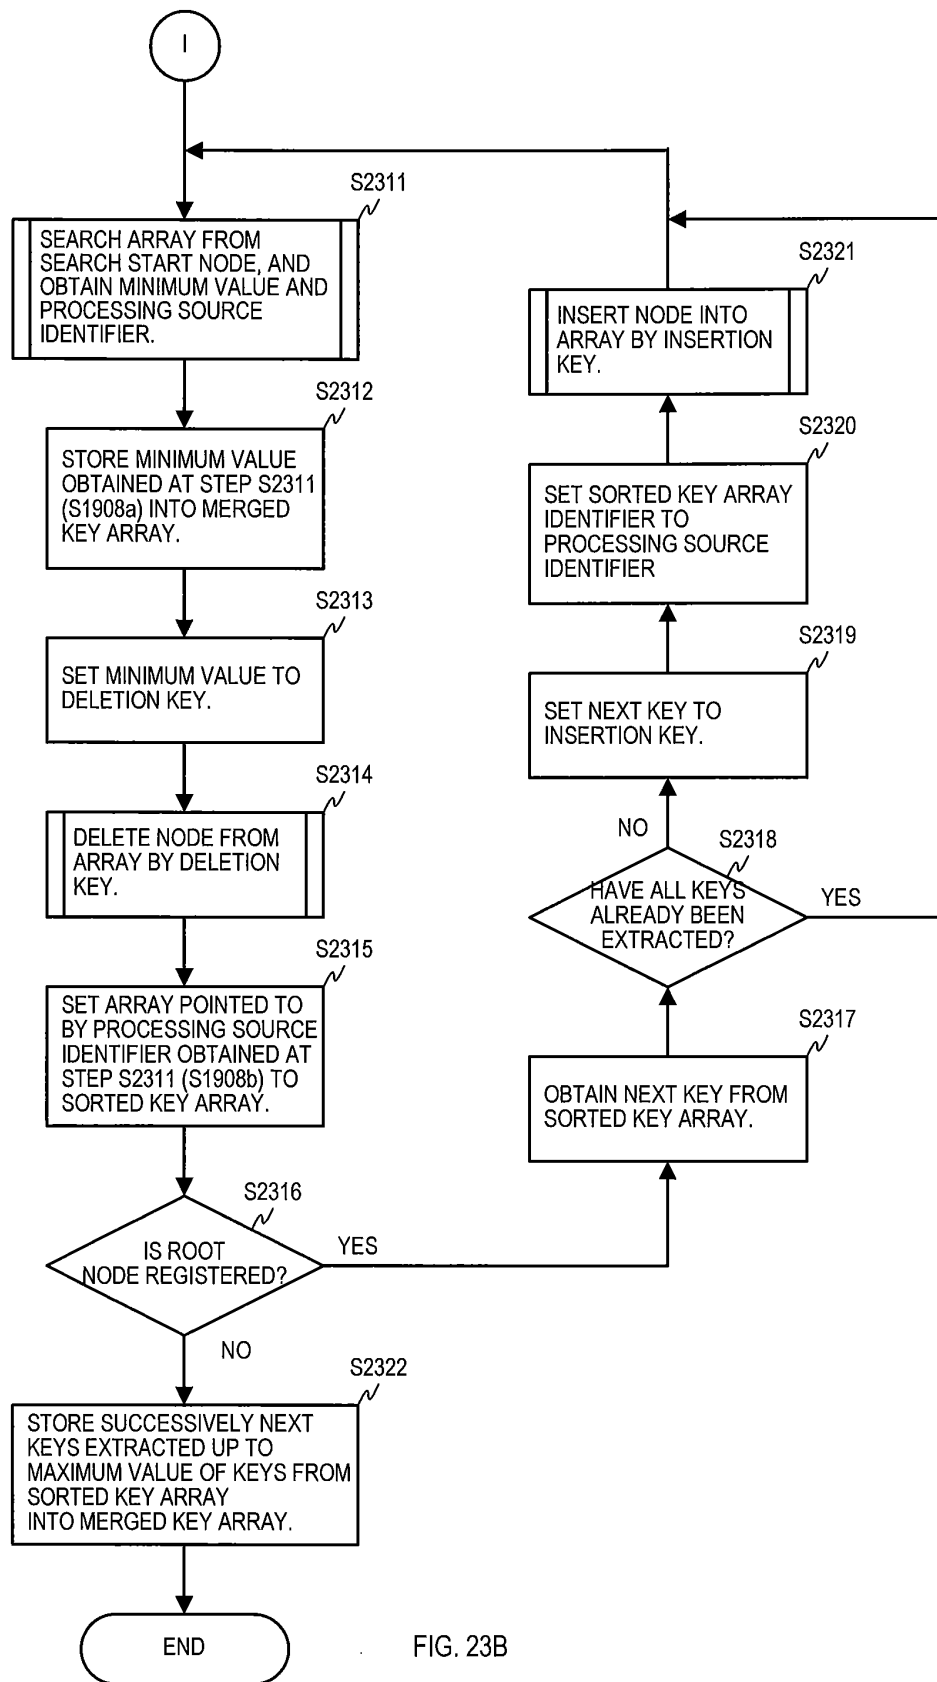 I
S2311
SEARCH ARRAY FROM
SEARCH START NODE, AND
OBTAIN MINIMUM VALUE AND
PROCESSING SOURCE
IDENTIFIER.
S2312
STORE MINIMUM VALUE
OBTAINED AT STEP S2311
(S1908a) INTO MERGED
KEY ARRAY.
S2313
SET MINIMUM VALUE TO
DELETION KEY.
S2314
DELETE NODE FROM
ARRAY BY DELETION
KEY.
S2315
SET ARRAY POINTED TO
BY PROCESSING SOURCE
IDENTIFIER OBTAINED AT
STEP S2311 (S1908b) TO
SORTED KEY ARRAY.
S2316
IS ROOT
NODE REGISTERED?
YES
NO
S2322
STORE SUCCESSIVELY NEXT
KEYS EXTRACTED UP TO
MAXIMUM VALUE OF KEYS FROM
SORTED KEY ARRAY
INTO MERGED KEY ARRAY.
END
S2321
INSERT NODE INTO
ARRAY BY INSERTION
KEY.
S2320
SET SORTED KEY ARRAY
IDENTIFIER TO
PROCESSING SOURCE
IDENTIFIER
S2319
SET NEXT KEY TO
INSERTION KEY.
NO
S2318
HAVE ALL KEYS
ALREADY BEEN
EXTRACTED?
YES
S2317
OBTAIN NEXT KEY FROM
SORTED KEY ARRAY.
FIG. 23B